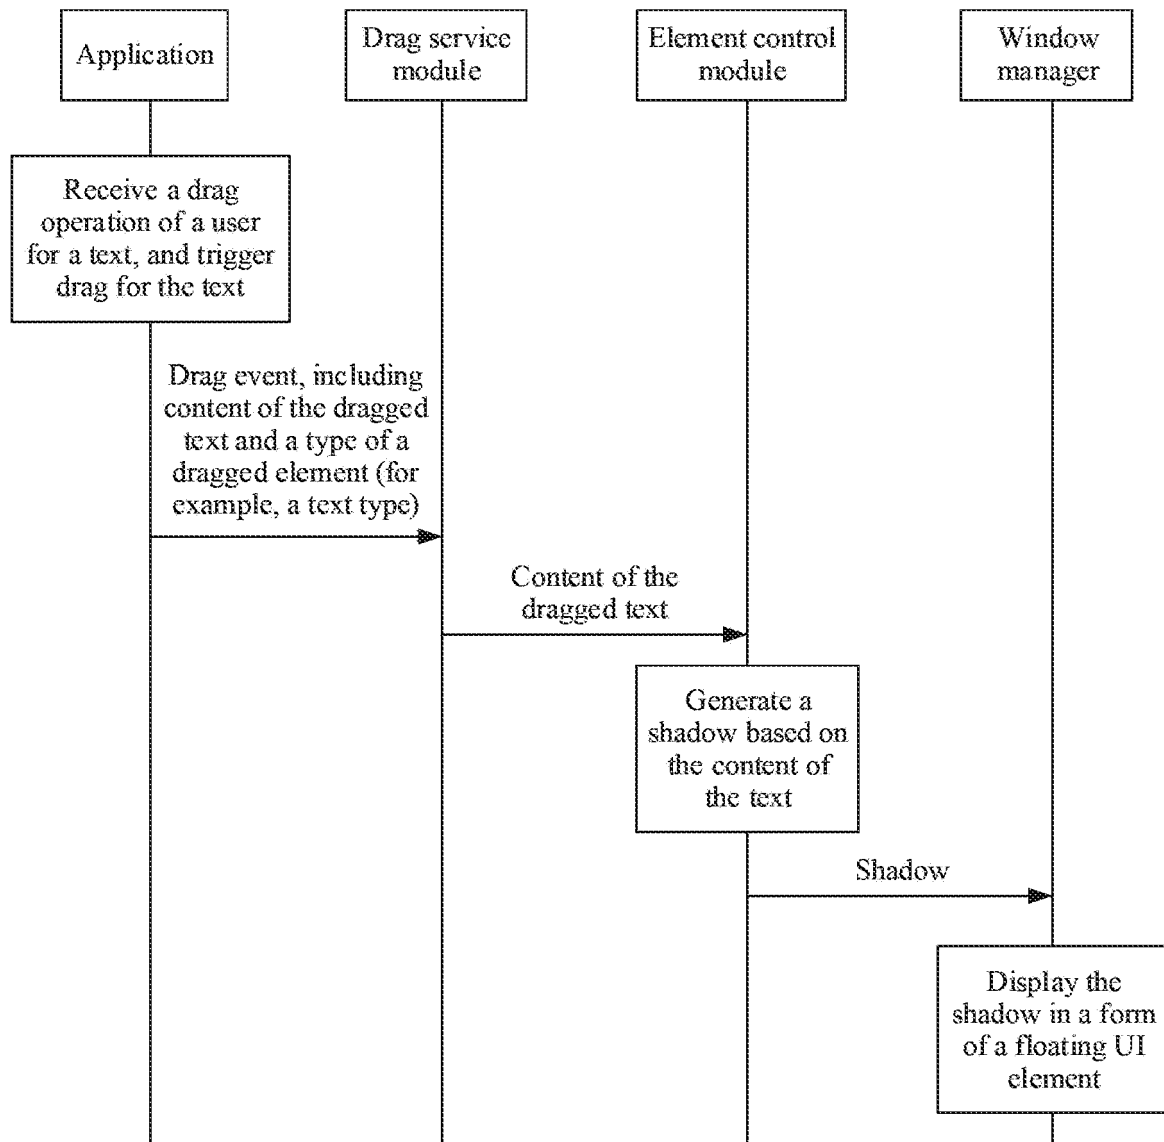 Application
Drag service
module
Element control
module
Window
manager
Receive a drag
operation of a user
for a text, and trigger
drag for the text
Drag event, including
content of the dragged
text and a type of a
dragged element (for
example, a text type)
Content of the
dragged text
Generate a
shadow based on
the content of
the text
Shadow
Display the
shadow in a form
of a floating UI
element